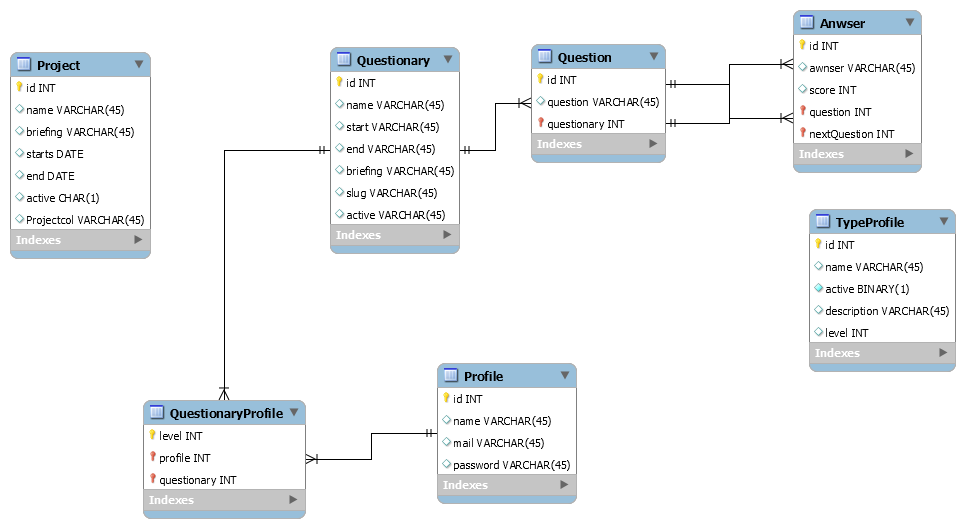 Project
id INT
name VARCHAR(45)
briefing VARCHAR(45)
starts DATE
end DATE
active CHAR(1)
Projectcol VARCHAR(45)
Indexes
Questionary
id INT
name VARCHAR(45)
start VARCHAR(45)
end VARCHAR(45)
briefing VARCHAR(45)
slug VARCHAR(45)
active VARCHAR(45)
Indexes
Question
id INT
question VARCHAR(45)
questionary INT
Indexes
Anwser
id INT
awnser VARCHAR(45)
score INT
question INT
nextQuestion INT
Indexes
TypeProfile
id INT
name VARCHAR(45)
active BINARY(1)
description VARCHAR(45)
level INT
Indexes
QuestionaryProfile
level INT
profile INT
questionary INT
Indexes
Profile
id INT
name VARCHAR(45)
mail VARCHAR(45)
password VARCHAR(45)
Indexes